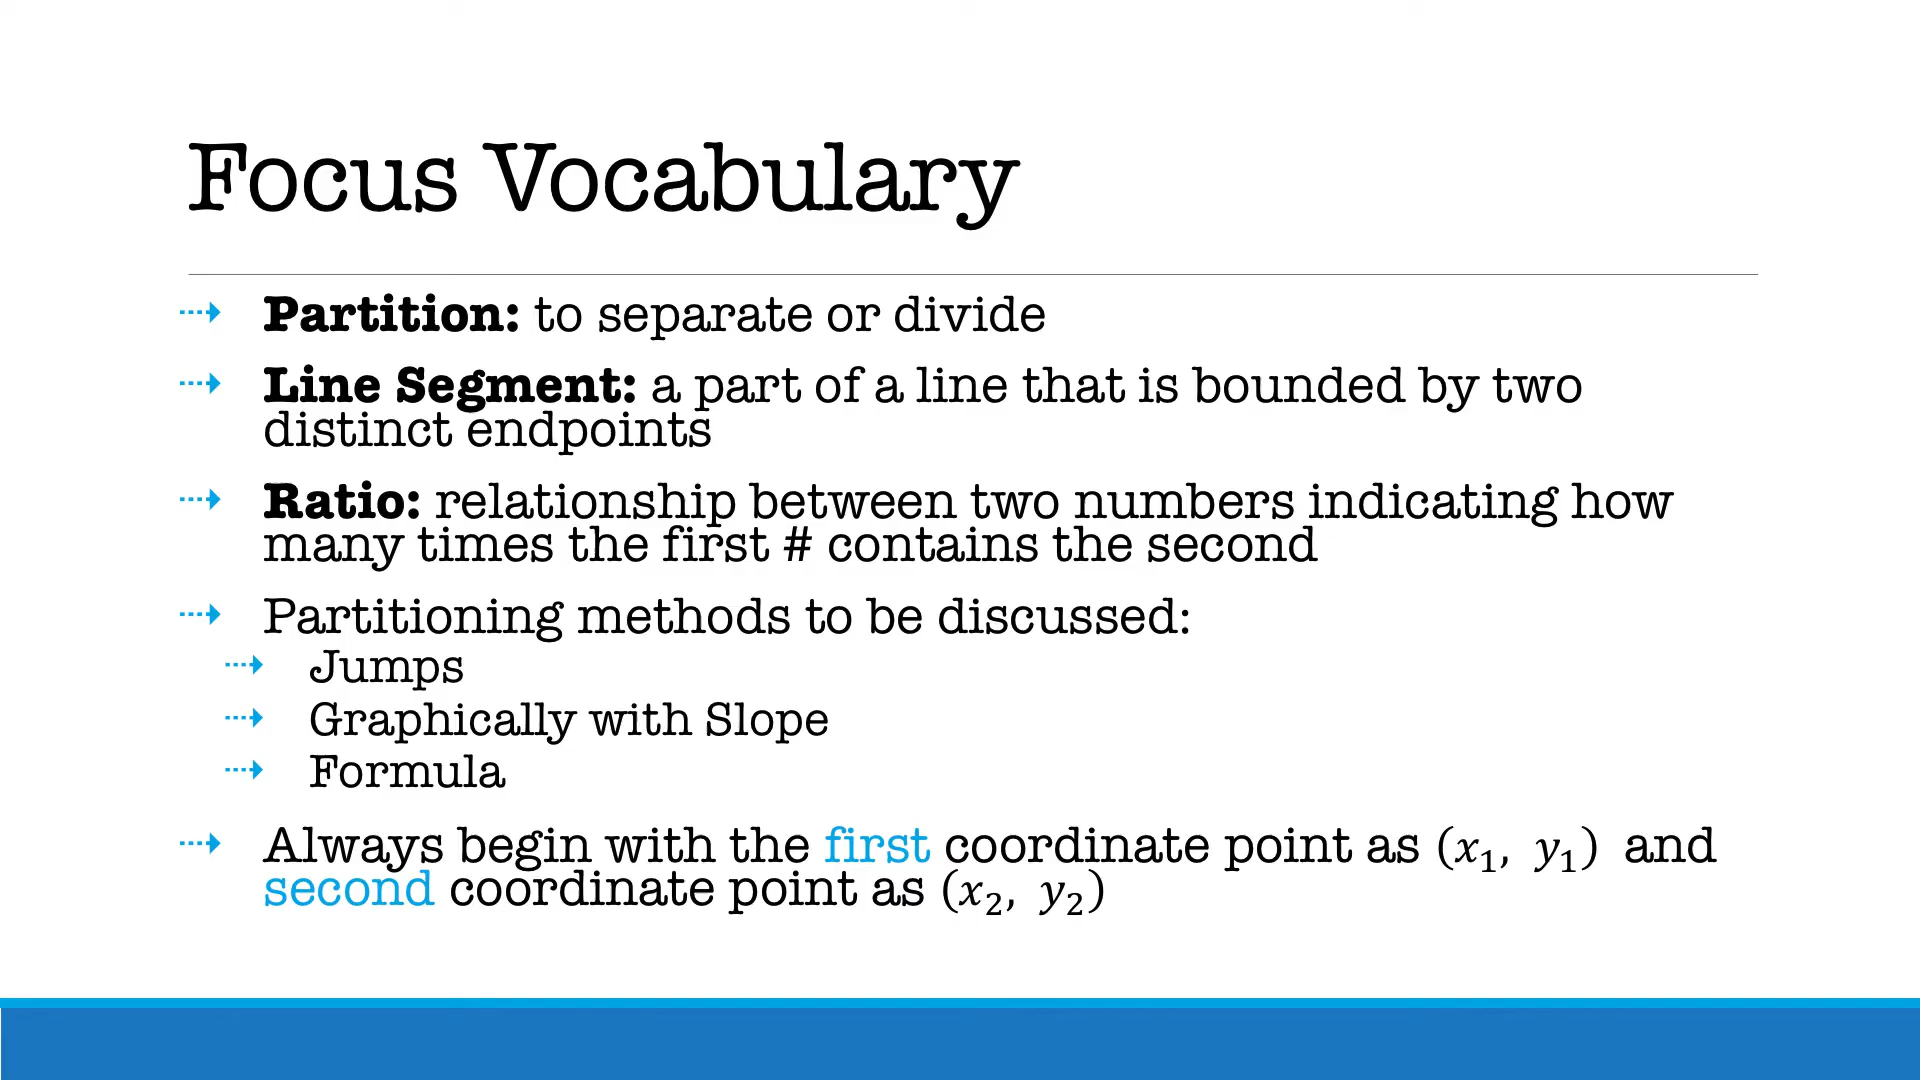 Focus Vocabulary
⇢ Partition: to separate or divide
⇢ Line Segment: a part of a line that is bounded by two
distinct endpoints
⇢ Ratio: relationship between two numbers indicating how
many times the first # contains the second
⇢ Partitioning methods to be discussed:
⇢ Jumps
⇢ Graphically with Slope
⇢ Formula
⇢ Always begin with the first coordinate point as (x₁, y₁) and
second coordinate point as (x₂, y₂)